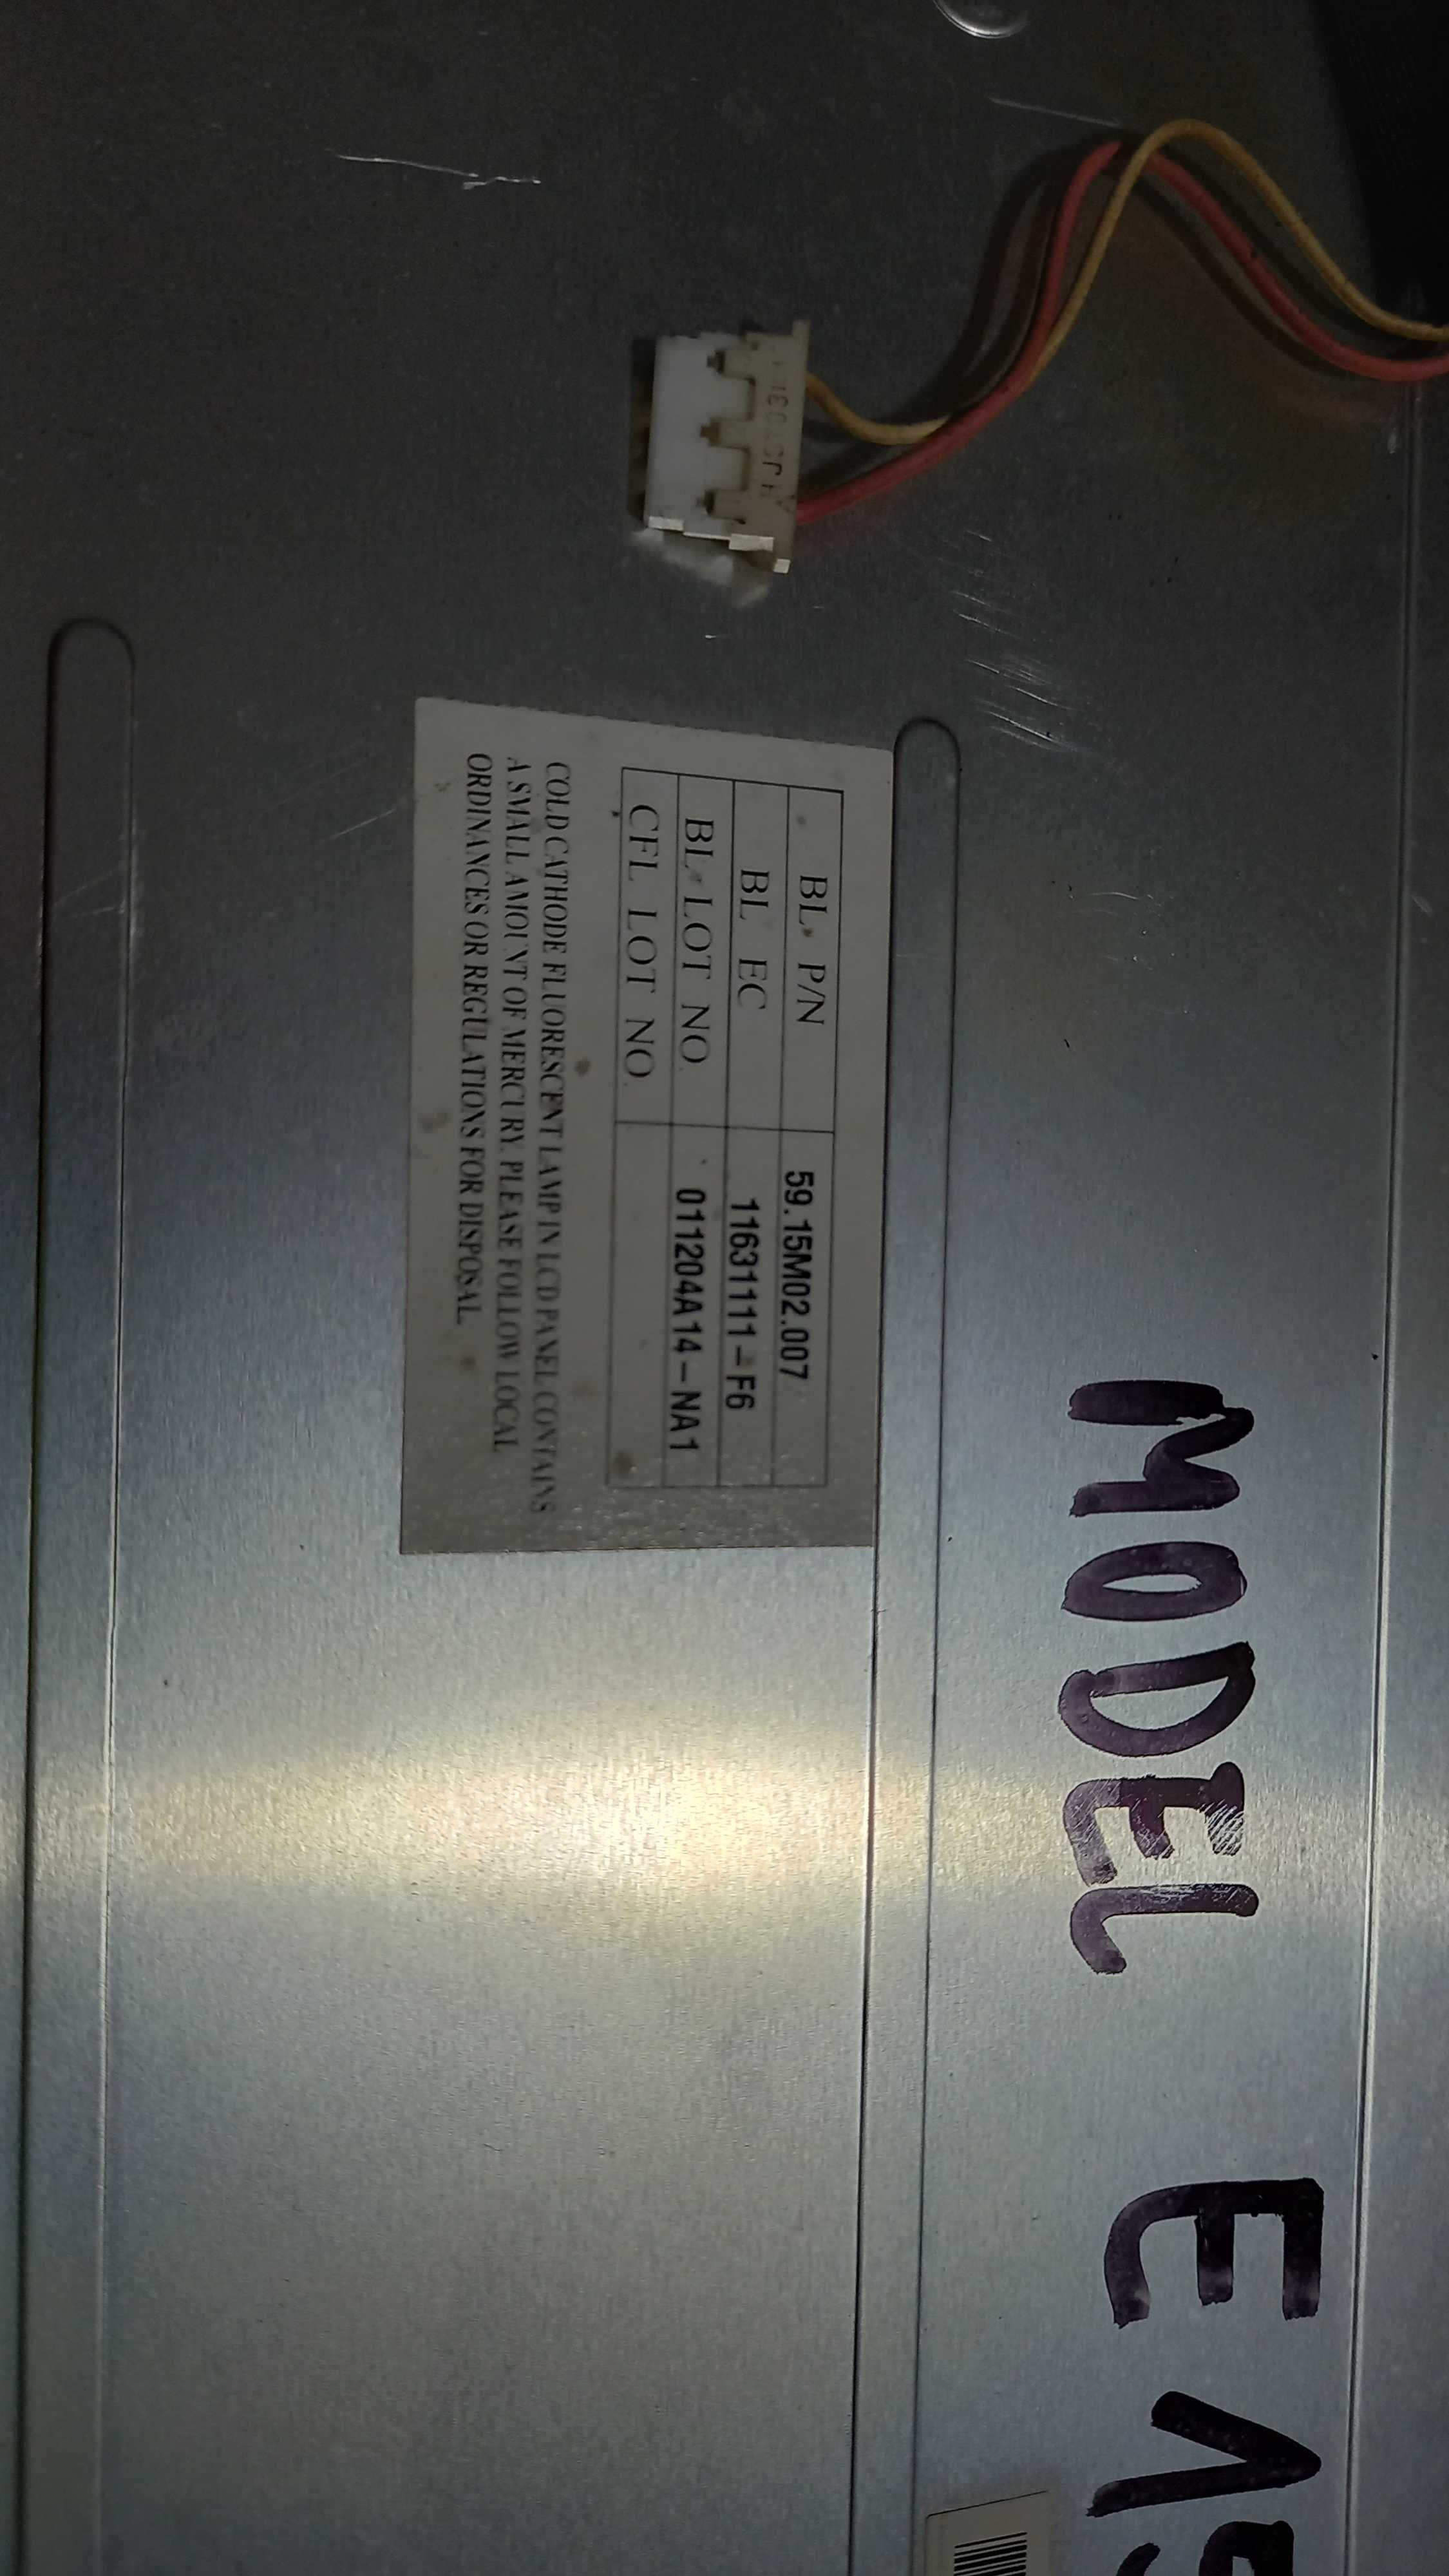 MODEL
BL P/N 59.15M02.007
BL EC 11631111-F6
BL LOT NO. 011204A14-NA1
CFL LOT NO.
COLD CATHODE FLUORESCENT LAMP IN LCD PANEL CONTAINS
A SMALL AMOUNT OF MERCURY. PLEASE FOLLOW LOCAL
ORDINANCES OR REGULATIONS FOR DISPOSAL.